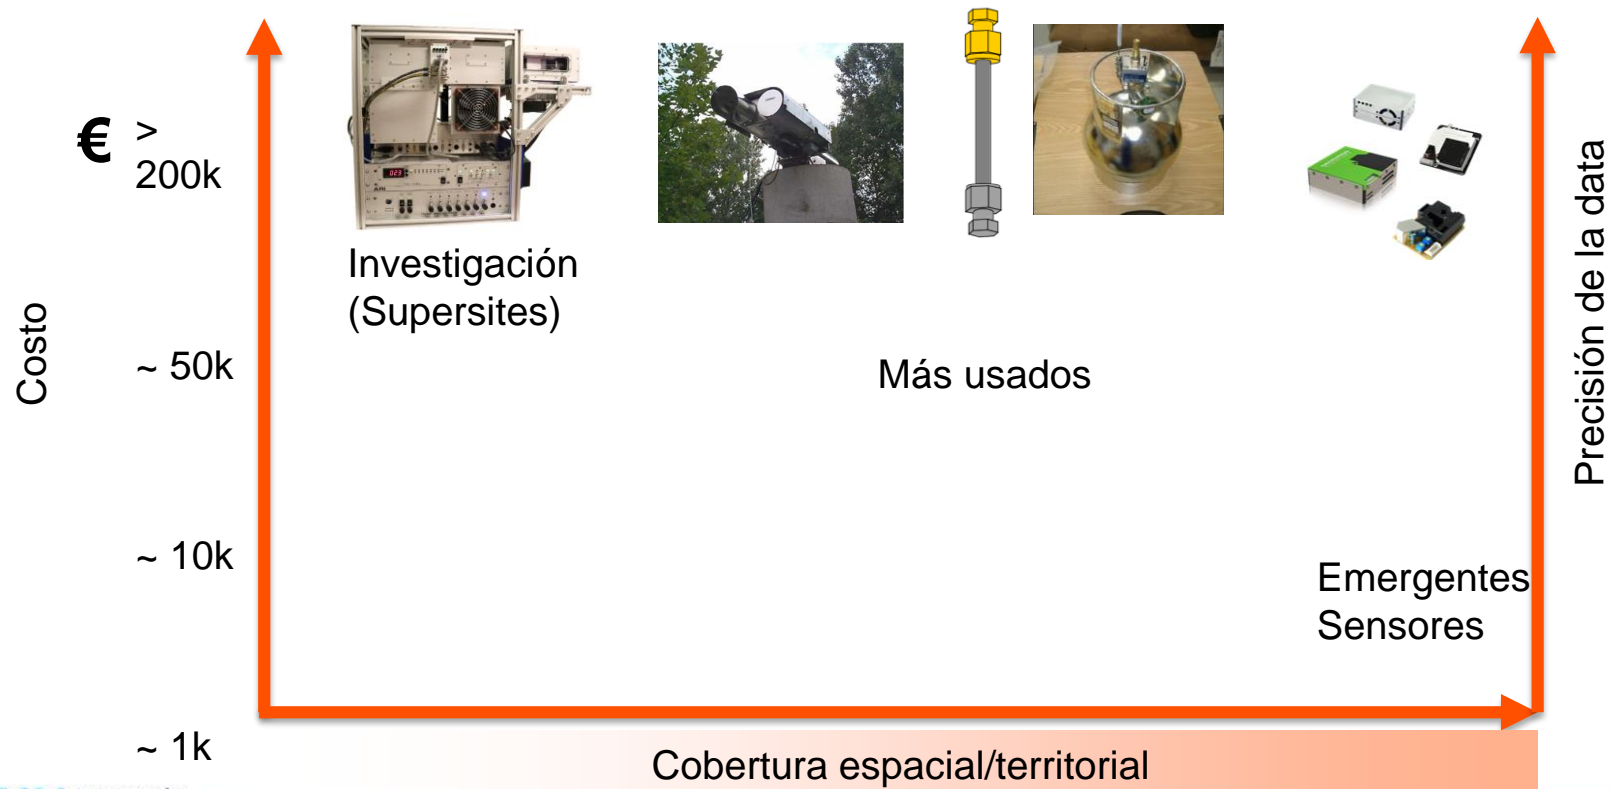 €
>
200k
Investigación
(Supersites)
Costo
~ 50k
Más usados
Precisión de la data
~ 10k
Emergentes
Sensores
~ 1k
Cobertura espacial/territorial